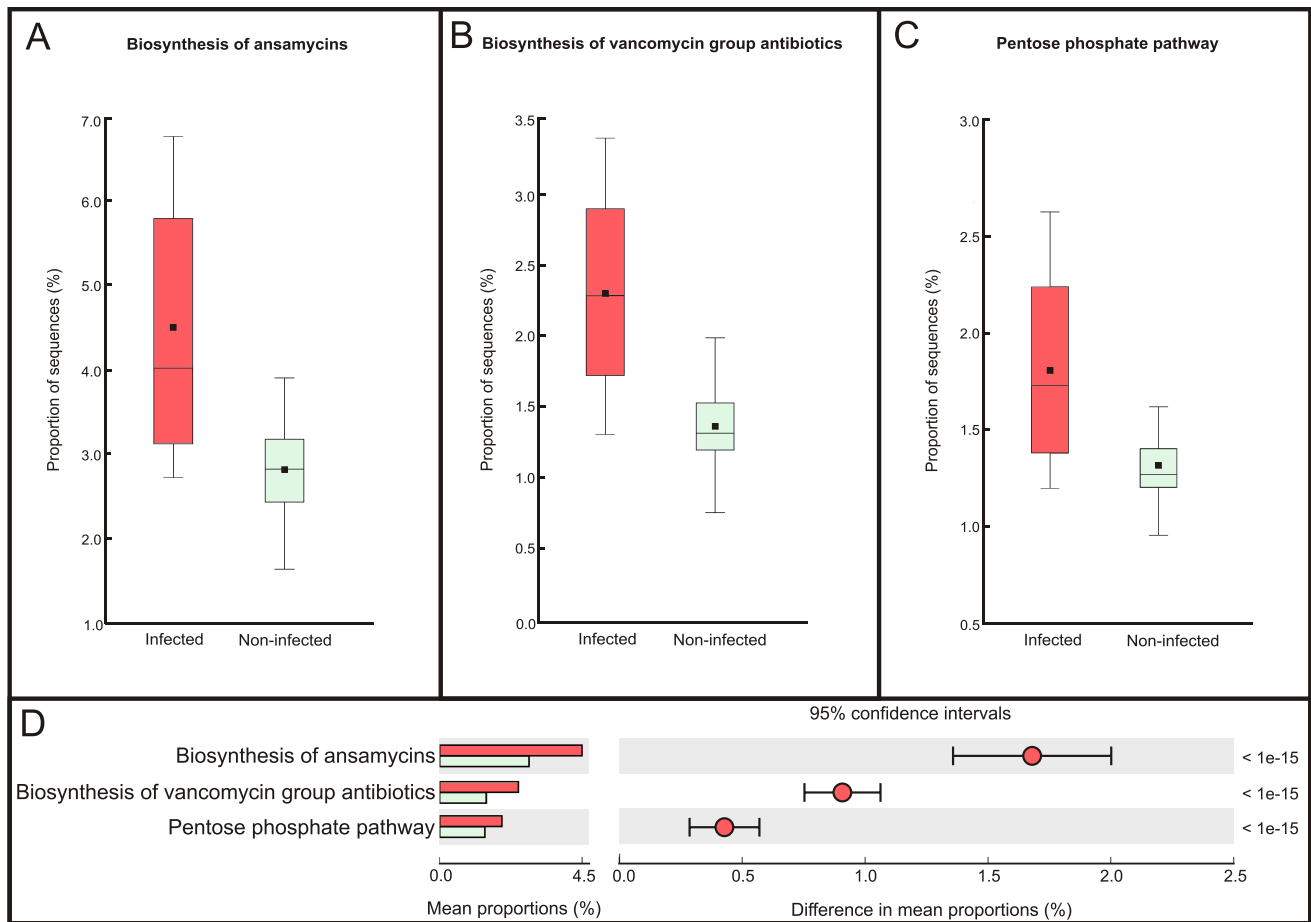 A
Biosynthesis of ansamycins
7.0
6.0
5.0
4.0
3.0
2.0
1.0
Proportion of sequences (%)
Infected
Non-infected
B
Biosynthesis of vancomycin group antibiotics
3.5
3.0
2.5
2.0
1.5
1.0
0.5
0.0
Proportion of sequences (%)
Infected
Non-infected
C
Pentose phosphate pathway
3.0
2.5
2.0
1.5
1.0
0.5
Proportion of sequences (%)
Infected
Non-infected
D
95% confidence intervals
Biosynthesis of ansamycins
< 1e-15
Biosynthesis of vancomycin group antibiotics
< 1e-15
Pentose phosphate pathway
< 1e-15
0.0
4.5
0.0
0.5
1.0
1.5
2.0
2.5
Mean proportions (%)
Difference in mean proportions (%)